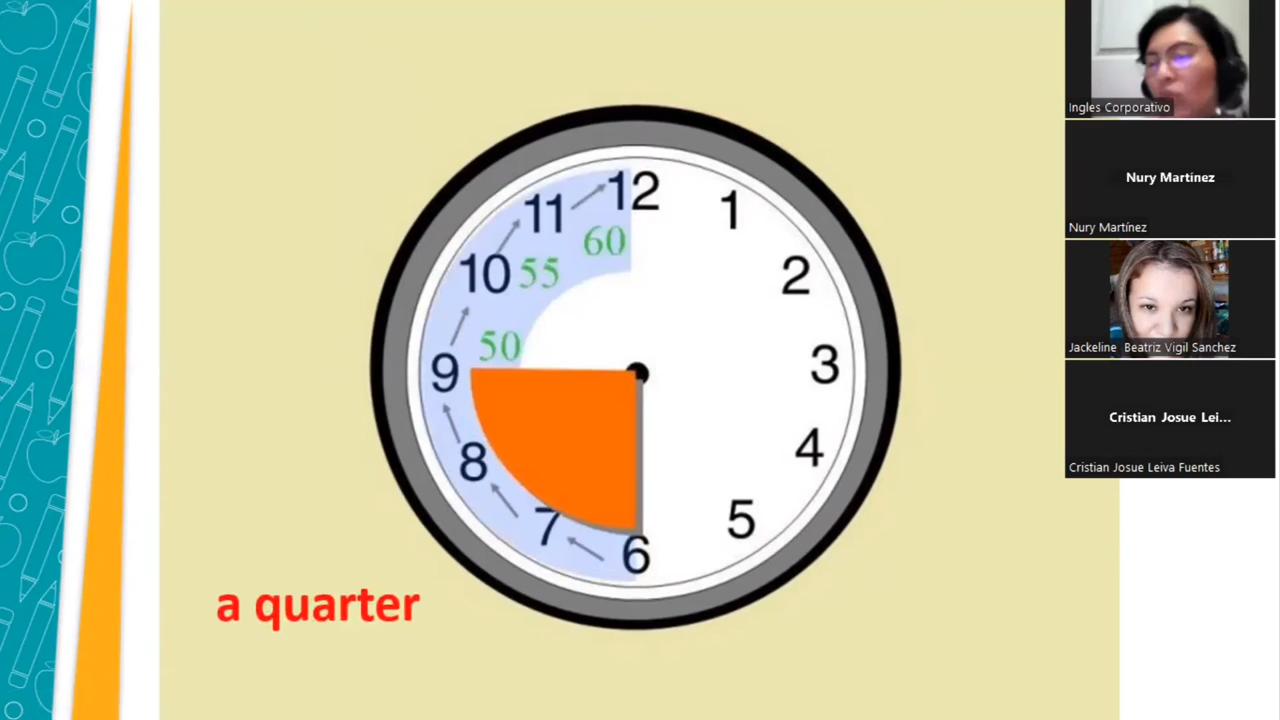 12
1
2
3
4
5
6
7
8
9
10
11
60
55
50
a quarter
Ingles Corporativo
Nury Martínez
Nury Martínez
Jackeline Beatriz Vigil Sanchez
Cristian Josue Lei...
Cristian Josue Leiva Fuentes